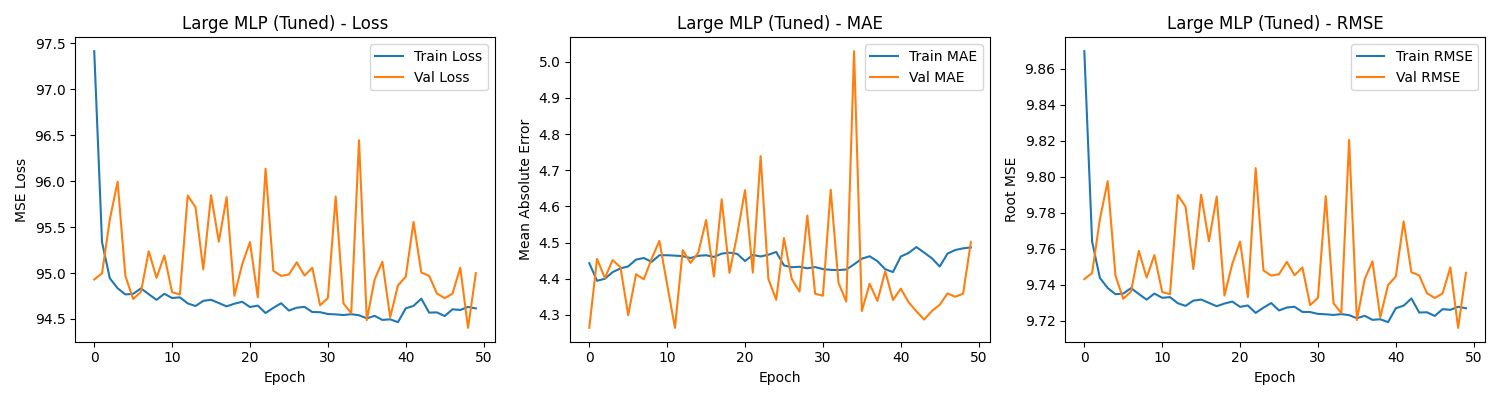 Large MLP (Tuned) - Loss
97.5
97.0
96.5
96.0
95.5
95.0
94.5
MSE Loss
Train Loss
Val Loss
0 10 20 30 40 50
Epoch
Large MLP (Tuned) - MAE
5.0
4.9
4.8
4.7
4.6
4.5
4.4
4.3
Mean Absolute Error
Train MAE
Val MAE
0 10 20 30 40 50
Epoch
Large MLP (Tuned) - RMSE
9.86
9.84
9.82
9.80
9.78
9.76
9.74
9.72
Root MSE
Train RMSE
Val RMSE
0 10 20 30 40 50
Epoch